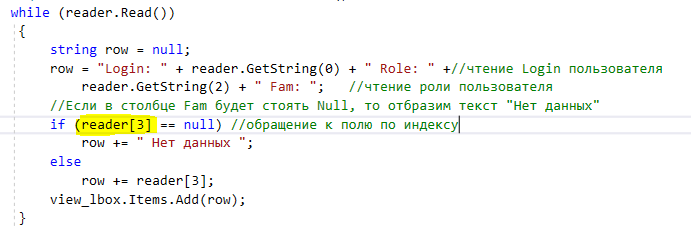 while (reader.Read())
{
string row = null;
row = "Login: " + reader.GetString(0) + " Role: " +//чтение Login пользователя
reader.GetString(2) + " Fam: ";   //чтение роли пользователя
//Если в столбце Fam будет стоять Null, то отбразим текст "Нет данных"
if (reader[3] == null) //обращение к полю по индексу
row += " Нет данных ";
else
row += reader[3];
view_lbox.Items.Add(row);
}